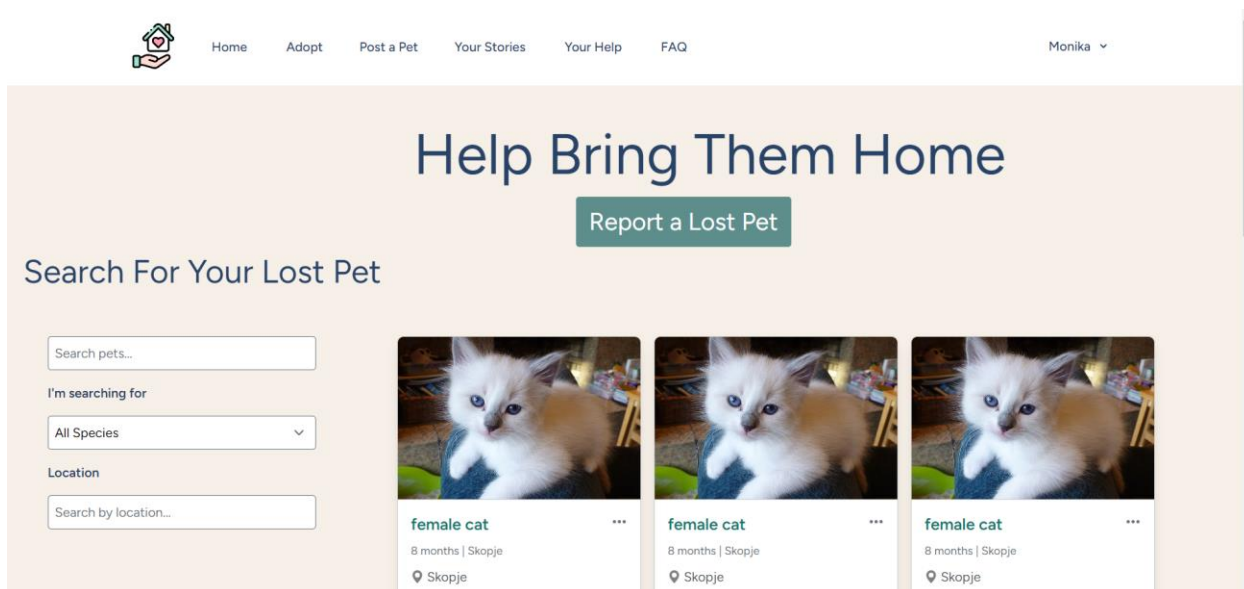 Home Adopt Post a Pet Your Stories Your Help FAQ Monika
Help Bring Them Home
Report a Lost Pet
Search For Your Lost Pet
Search pets...
I'm searching for
All Species
Location
Search by location...
female cat ...
8 months | Skopje
Skopje
female cat ...
8 months | Skopje
Skopje
female cat ...
8 months | Skopje
Skopje